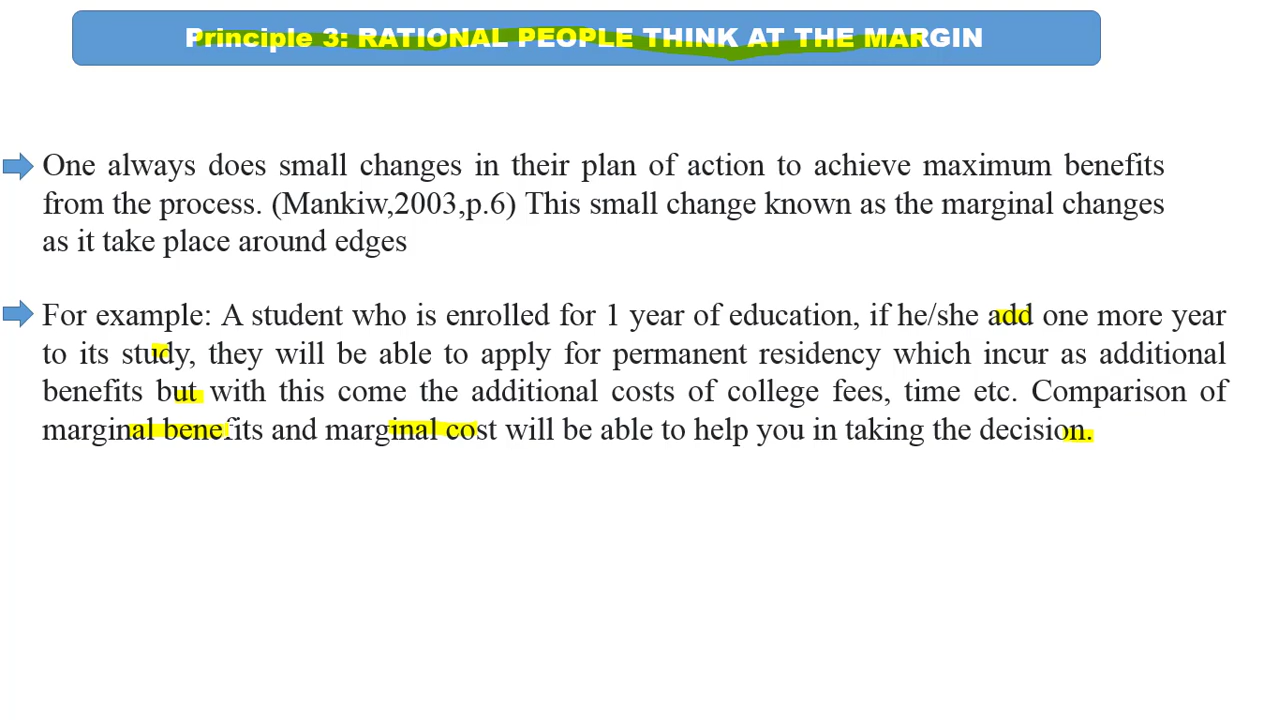 Principle 3: RATIONAL PEOPLE THINK AT THE MARGIN
One always does small changes in their plan of action to achieve maximum benefits
from the process. (Mankiw,2003,p.6) This small change known as the marginal changes
as it take place around edges
For example: A student who is enrolled for 1 year of education, if he/she add one more year
to its study, they will be able to apply for permanent residency which incur as additional
benefits but with this come the additional costs of college fees, time etc. Comparison of
marginal benefits and marginal cost will be able to help you in taking the decision.